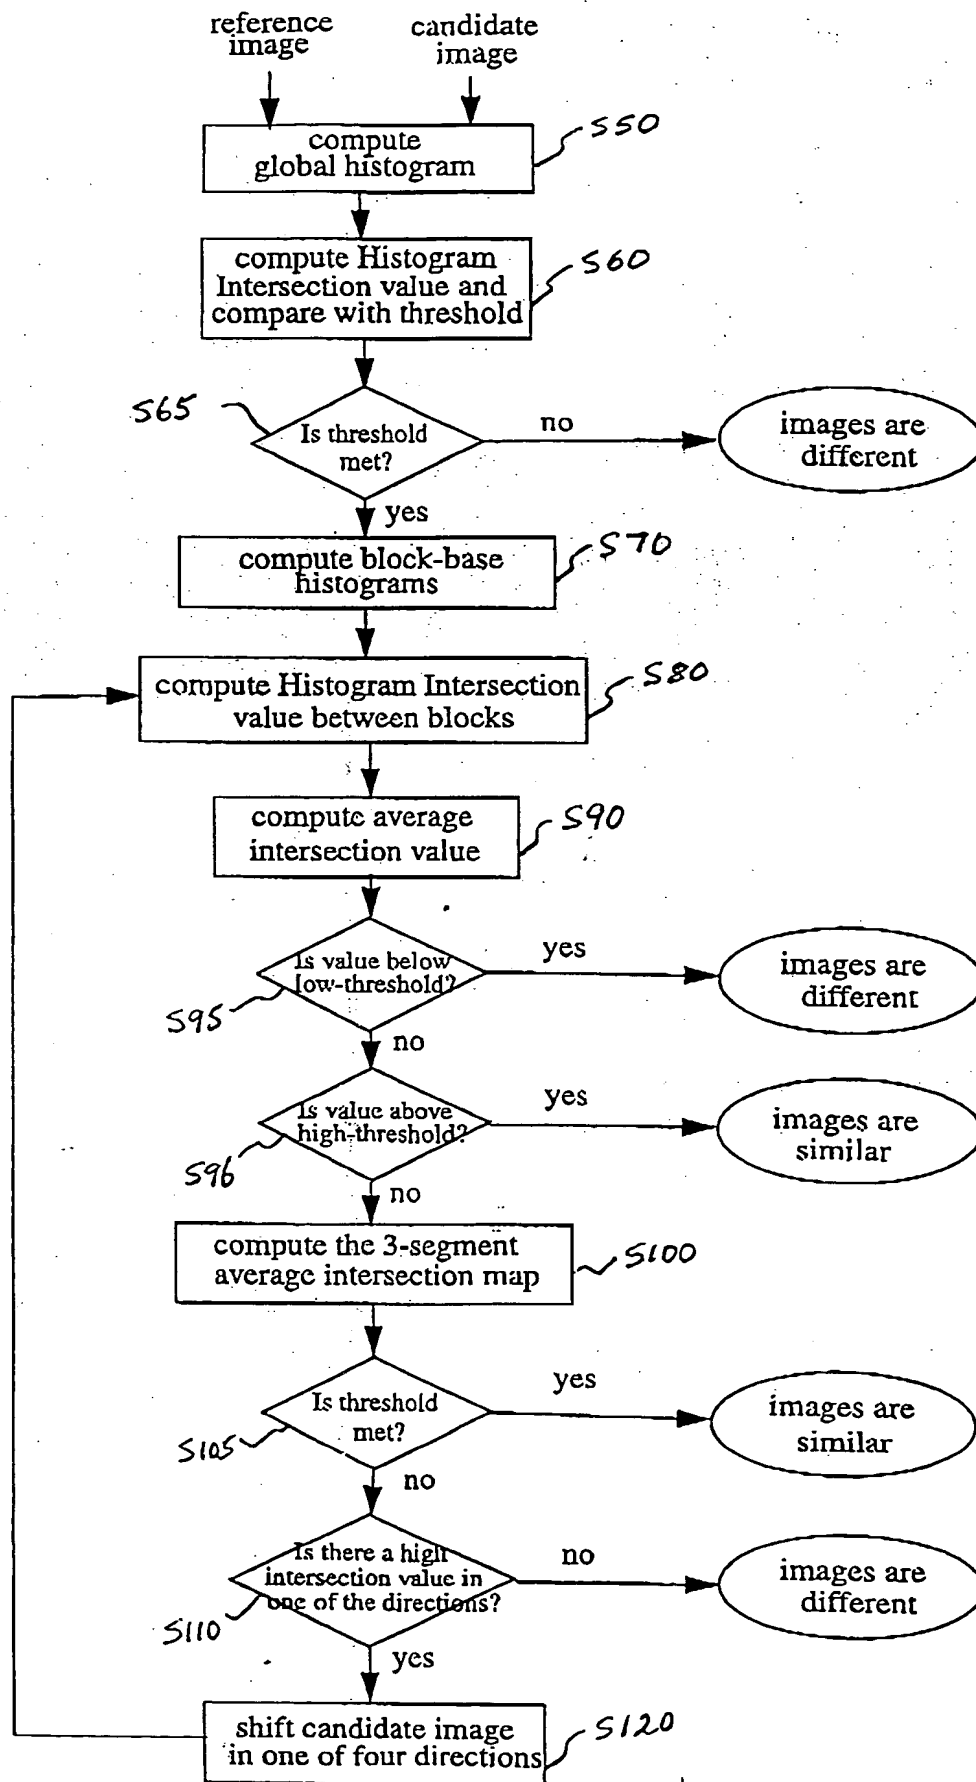 reference
image
candidate
image
compute
global histogram
S50
compute Histogram
Intersection value and
compare with threshold
S60
S65
Is threshold
met?
no
images are
different
yes
compute block-base
histograms
S70
compute Histogram Intersection
value between blocks
S80
compute average
intersection value
S90
Is value below
low-threshold?
S95
yes
images are
different
no
Is value above
high-threshold?
S96
yes
images are
similar
no
compute the 3-segment
average intersection map
S100
Is threshold
met?
S105
yes
images are
similar
no
Is there a high
intersection value in
one of the directions?
S110
no
images are
different
yes
shift candidate image
in one of four directions
S120